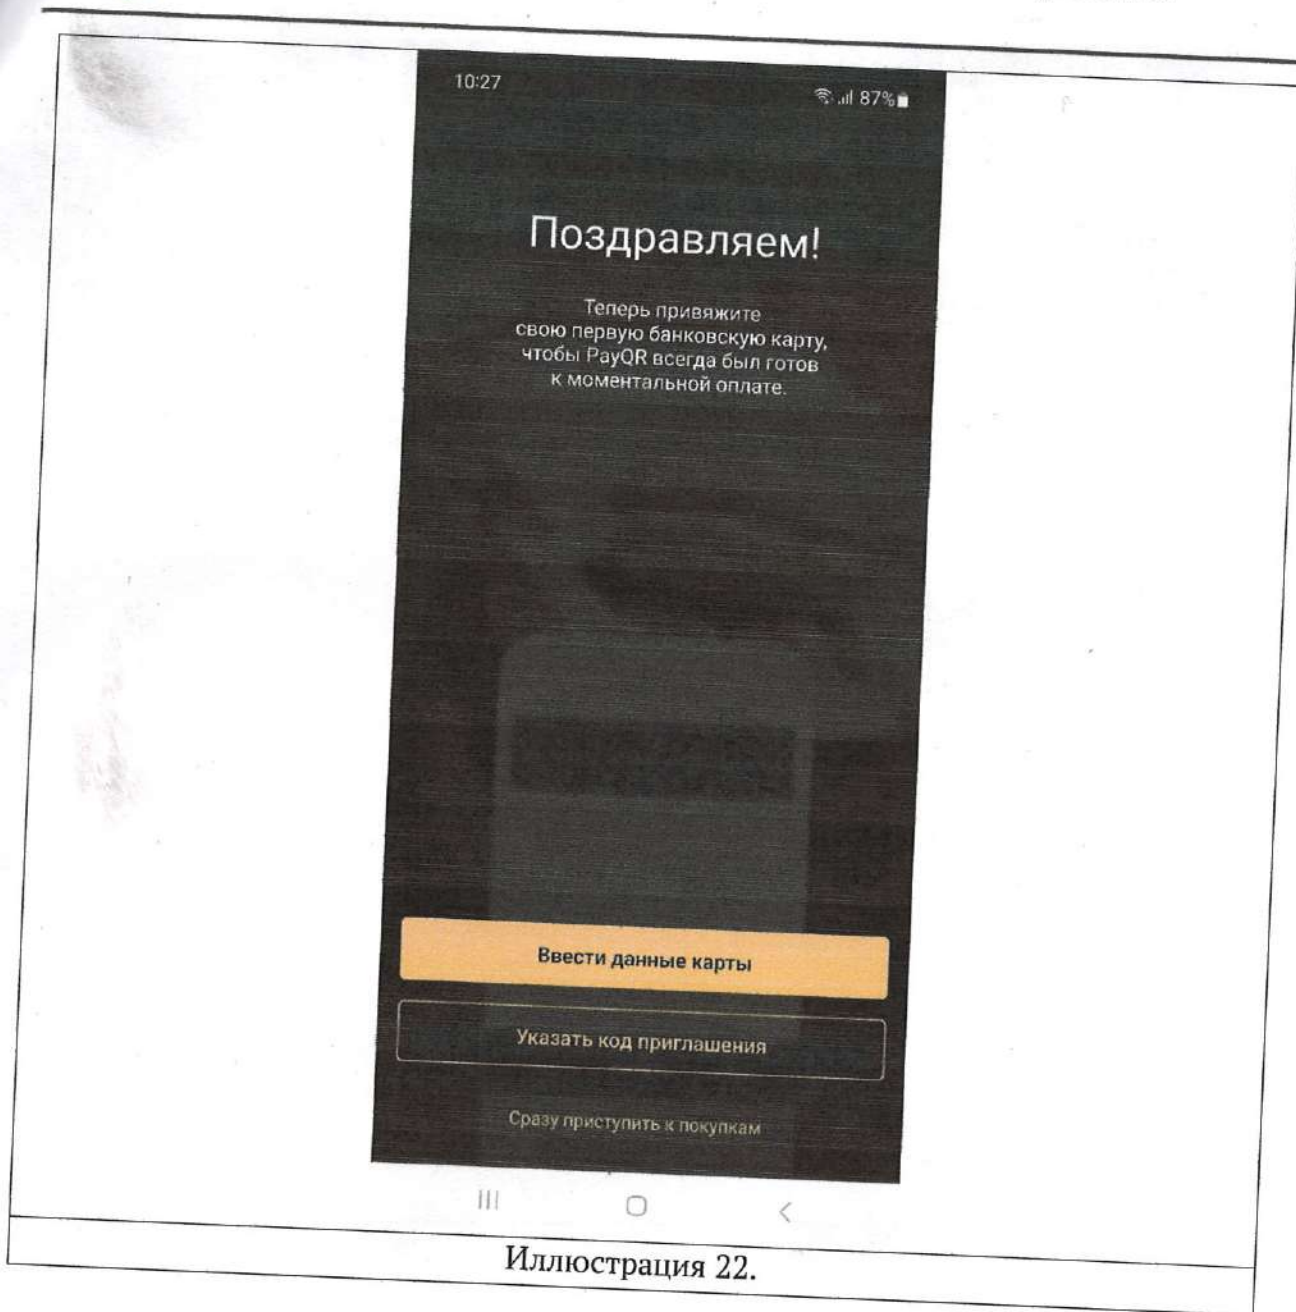 10:27
87%
Поздравляем!
Теперь привяжите
свою первую банковскую карту,
чтобы PayQR всегда был готов
к моментальной оплате.
Ввести данные карты
Указать код приглашения
Сразу приступить к покупкам
Иллюстрация 22.